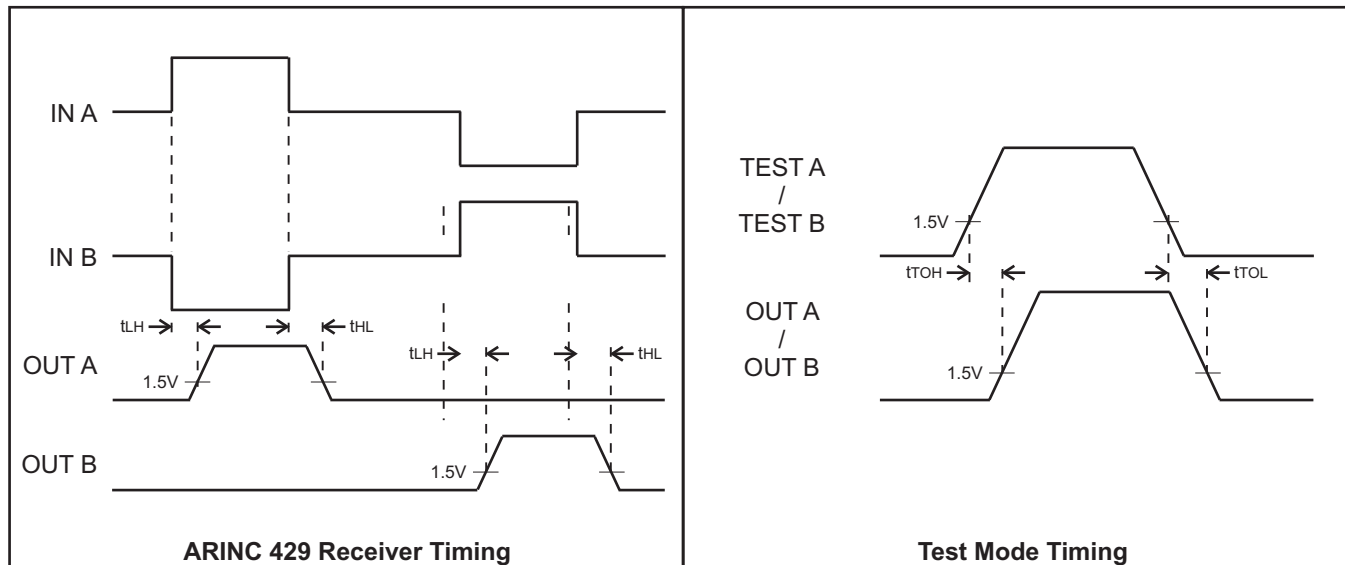 IN A
IN B
tLH
tHL
OUT A
1.5V
tLH
tHL
OUT B
1.5V
ARINC 429 Receiver Timing
TEST A
/
TEST B
1.5V
tTOH
tTOL
OUT A
/
OUT B
1.5V
Test Mode Timing